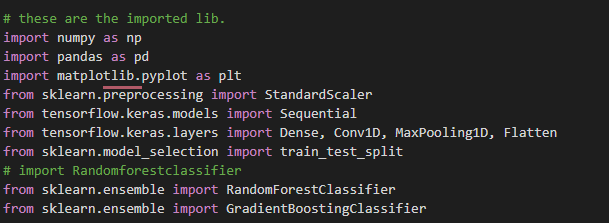 # these are the imported lib.
import numpy as np
import pandas as pd
import matplotlib.pyplot as plt
from sklearn.preprocessing import StandardScaler
from tensorflow.keras.models import Sequential
from tensorflow.keras.layers import Dense, Conv1D, MaxPooling1D, Flatten
from sklearn.model_selection import train_test_split
# import Randomforestclassifier
from sklearn.ensemble import RandomForestClassifier
from sklearn.ensemble import GradientBoostingClassifier